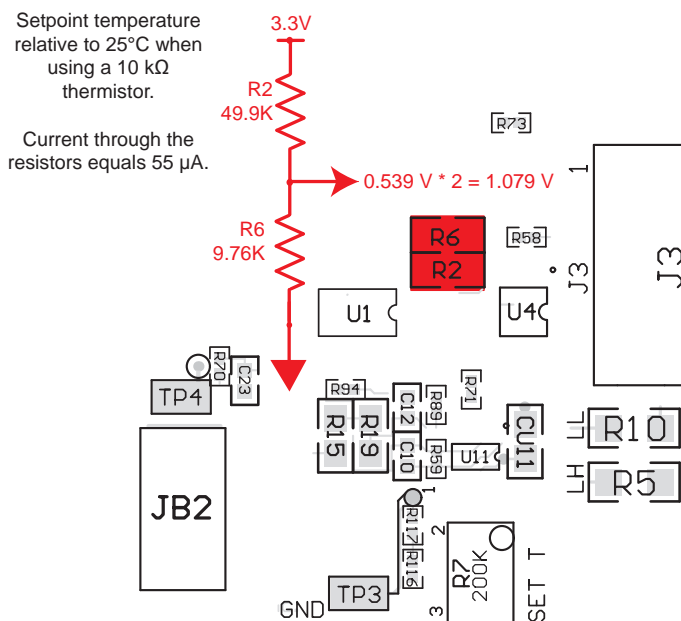 Setpoint temperature
relative to 25°C when
using a 10 kΩ
thermistor.
Current through the
resistors equals 55 µA.
3.3V
R2
49.9K
0.539 V * 2 = 1.079 V
R6
9.76K
R73
R58
R6
R2
1
J3
J3
U1
U4
R70
C23
TP4
R94
C12
R89
R71
R15
R19
C10
R59
U11
CU11
LL
R10
LH
R5
JB2
1
R117
R116
2
R7
200K
3
SET T
TP3
GND